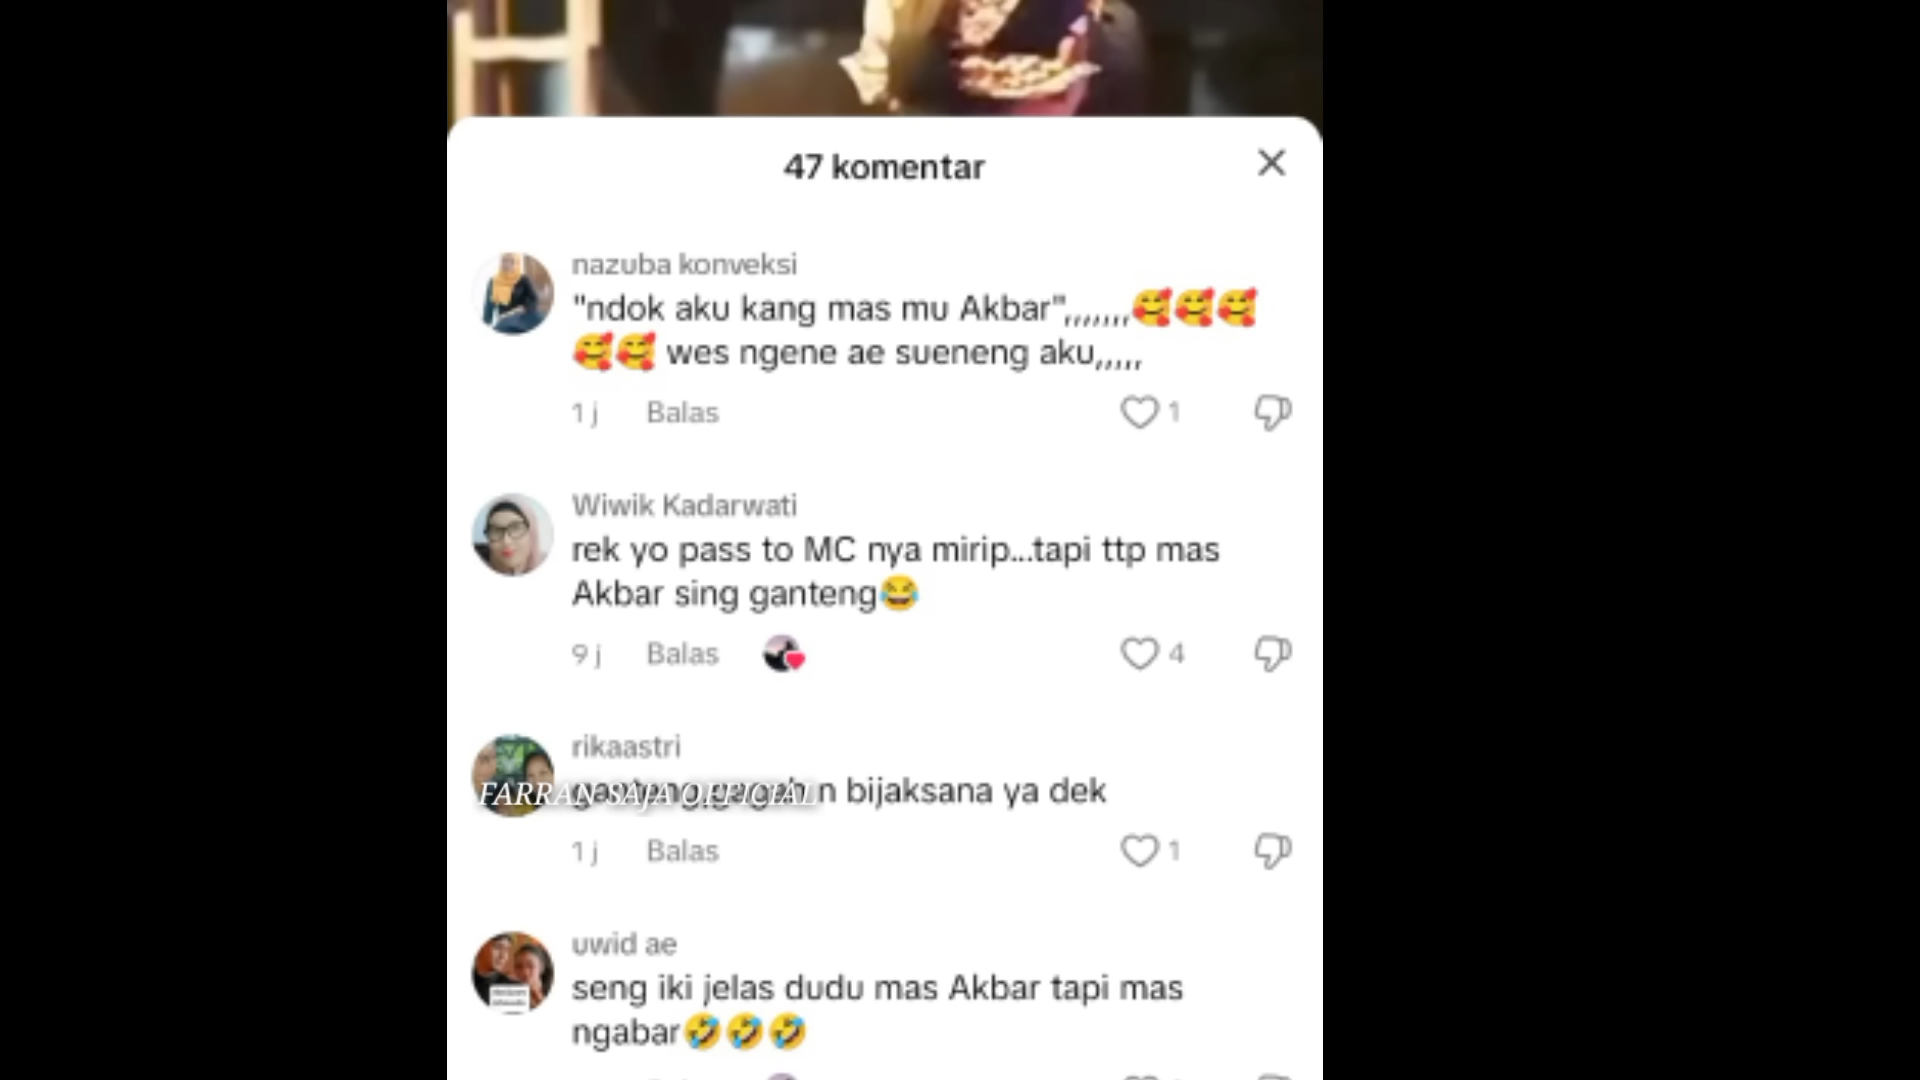 47 komentar
nazuba konveksi
"ndok aku kang mas mu Akbar",,,,,,,🥰🥰🥰
🥰🥰 wes ngene ae sueneng aku,,,,,
1 j Balas 1
Wiwik Kadarwati
rek yo pass to MC nya mirip...tapi ttp mas
Akbar sing ganteng😂
9 j Balas 4
rikaastri
n bijaksana ya dek
FARRAN SAJA OFFICIAL
1 j Balas 1
uwid ae
seng iki jelas dudu mas Akbar tapi mas
ngabar🤣🤣🤣